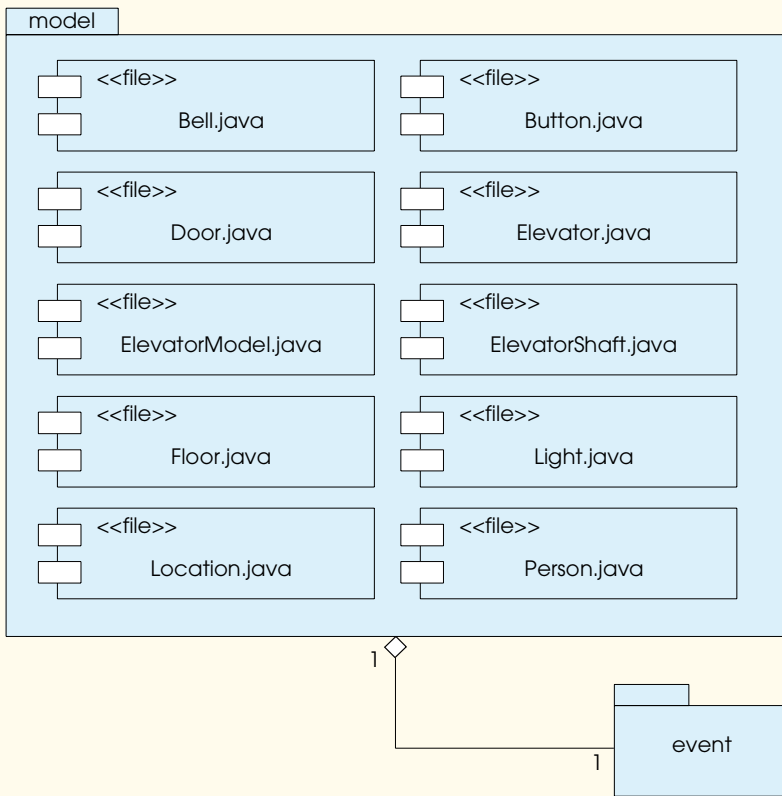 model
<<file>>
Bell.java
<<file>>
Button.java
<<file>>
Door.java
<<file>>
Elevator.java
<<file>>
ElevatorModel.java
<<file>>
ElevatorShaft.java
<<file>>
Floor.java
<<file>>
Light.java
<<file>>
Location.java
<<file>>
Person.java
1
1
event